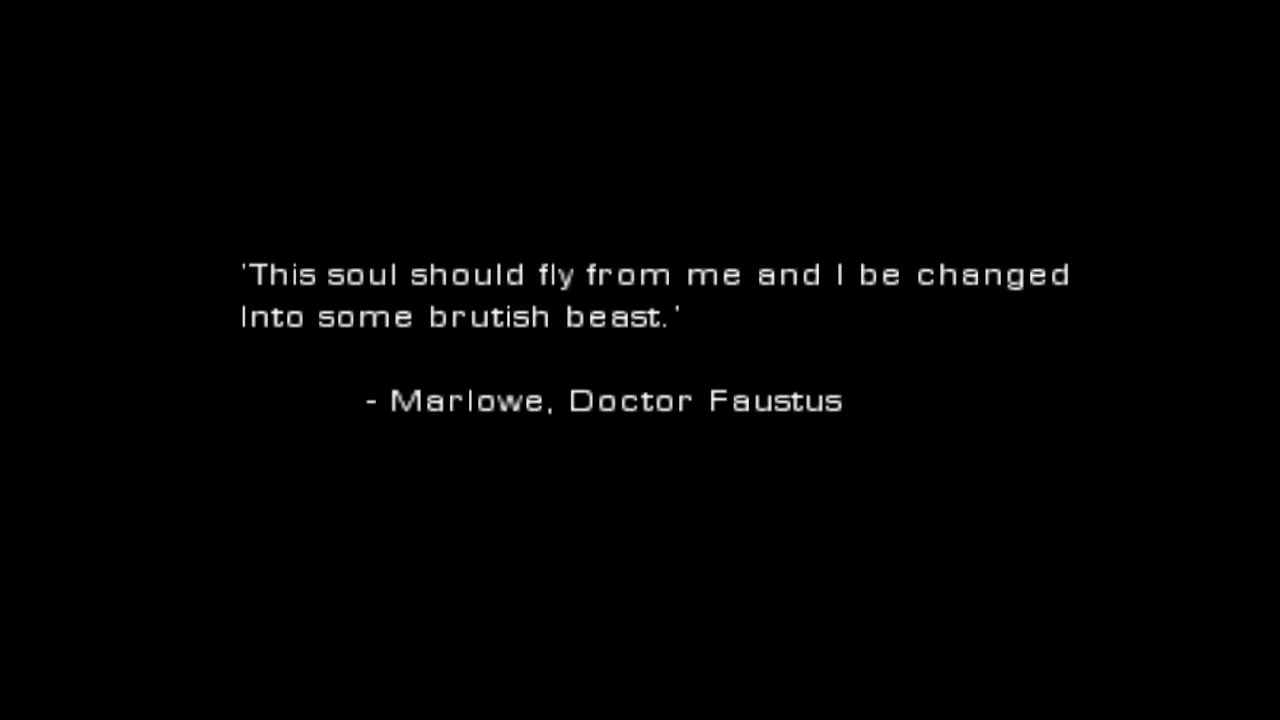 'This soul should fly from me and I be changed
Into some brutish beast.'
- Marlowe, Doctor Faustus